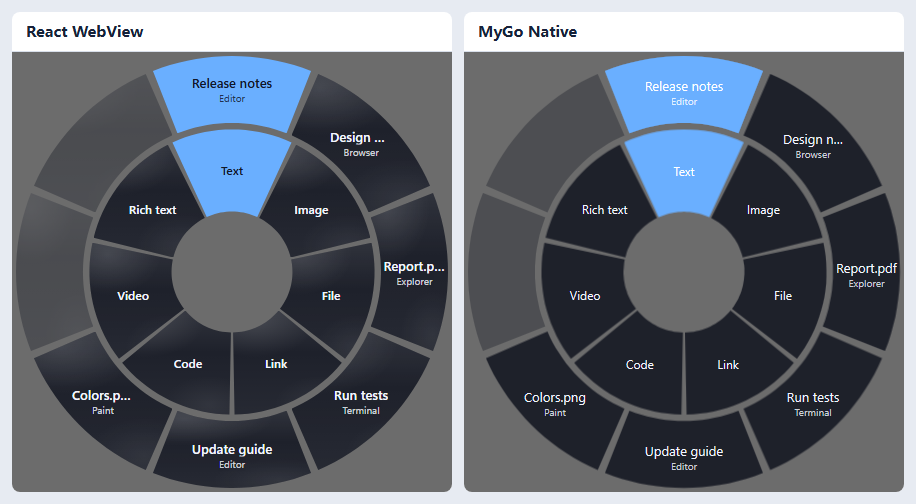 React WebView
Release notes
Editor
Design ...
Browser
Text
Rich text
Image
Report.p...
Explorer
Video
File
Code
Link
Colors.p...
Paint
Run tests
Terminal
Update guide
Editor
MyGo Native
Release notes
Editor
Design n...
Browser
Text
Rich text
Image
Report.pdf
Explorer
Video
File
Code
Link
Colors.png
Paint
Run tests
Terminal
Update guide
Editor